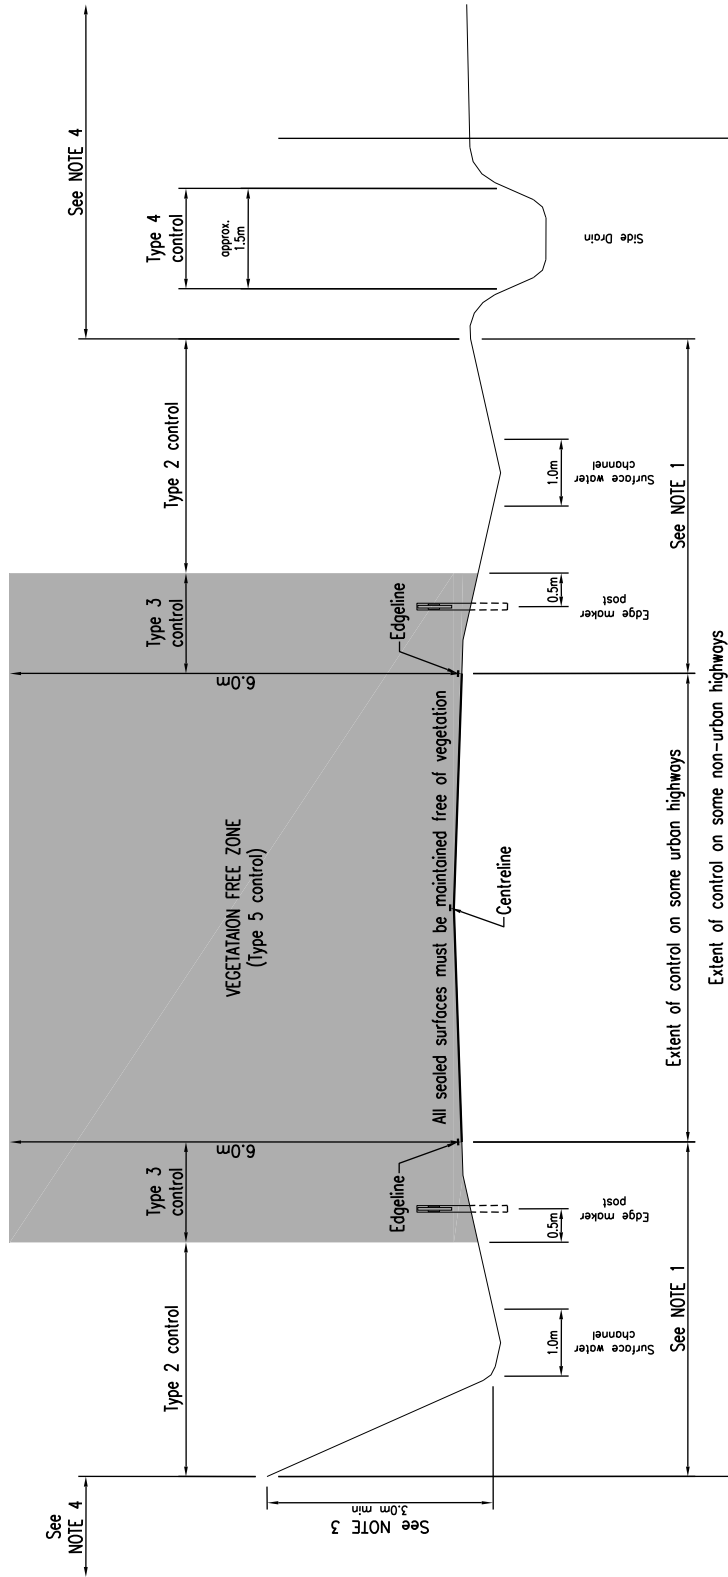 See
NOTE 4
Type 2 control
Type 3
control
VEGETATAION FREE ZONE
(Type 5 control)
Type 3
control
Type 2 control
Type 4
control
approx.
1.5m
See NOTE 4
6.0m
6.0m
See NOTE 3
3.0m min
Edgeline
All sealed surfaces must be maintained free of vegetation
Edgeline
Centreline
1.0m
Surface water
channel
0.5m
Edge maker
post
0.5m
Edge maker
post
1.0m
Surface water
channel
Side Drain
See NOTE 1
Extent of control on some urban highways
See NOTE 1
Extent of control on some non-urban highways